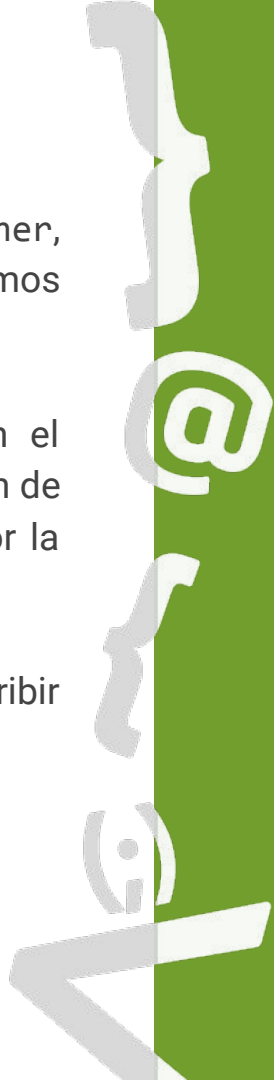 ner,
mos
n el
n de
or la
ribir
}
@
{
(;)
<